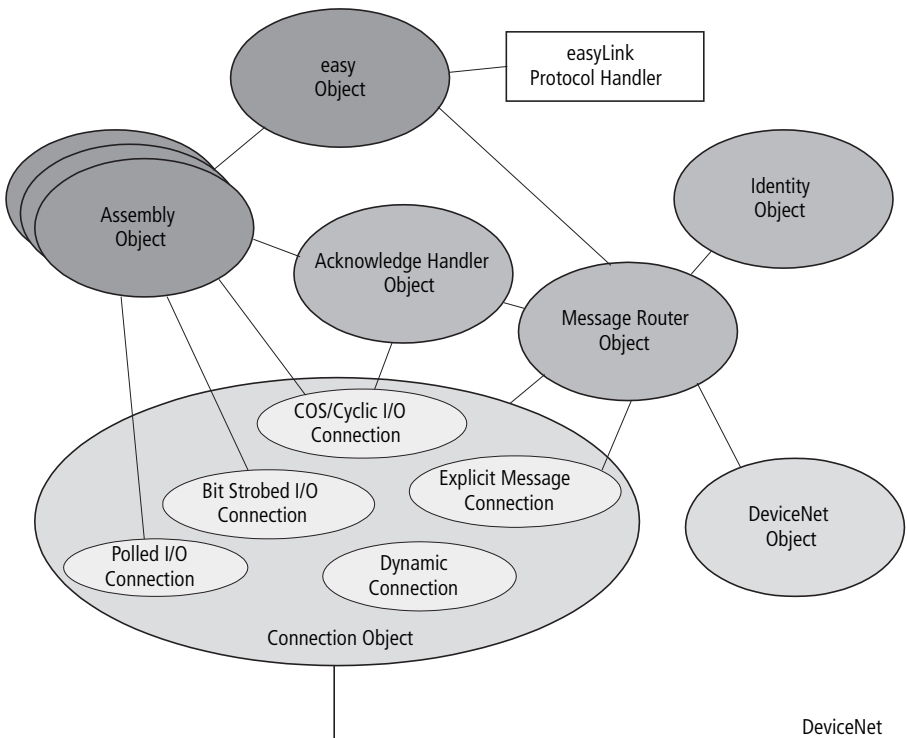 easy
Object
easyLink
Protocol Handler
Identity
Object
Assembly
Object
Acknowledge Handler
Object
Message Router
Object
COS/Cyclic I/O
Connection
Explicit Message
Connection
Bit Strobed I/O
Connection
DeviceNet
Object
Polled I/O
Connection
Dynamic
Connection
Connection Object
DeviceNet